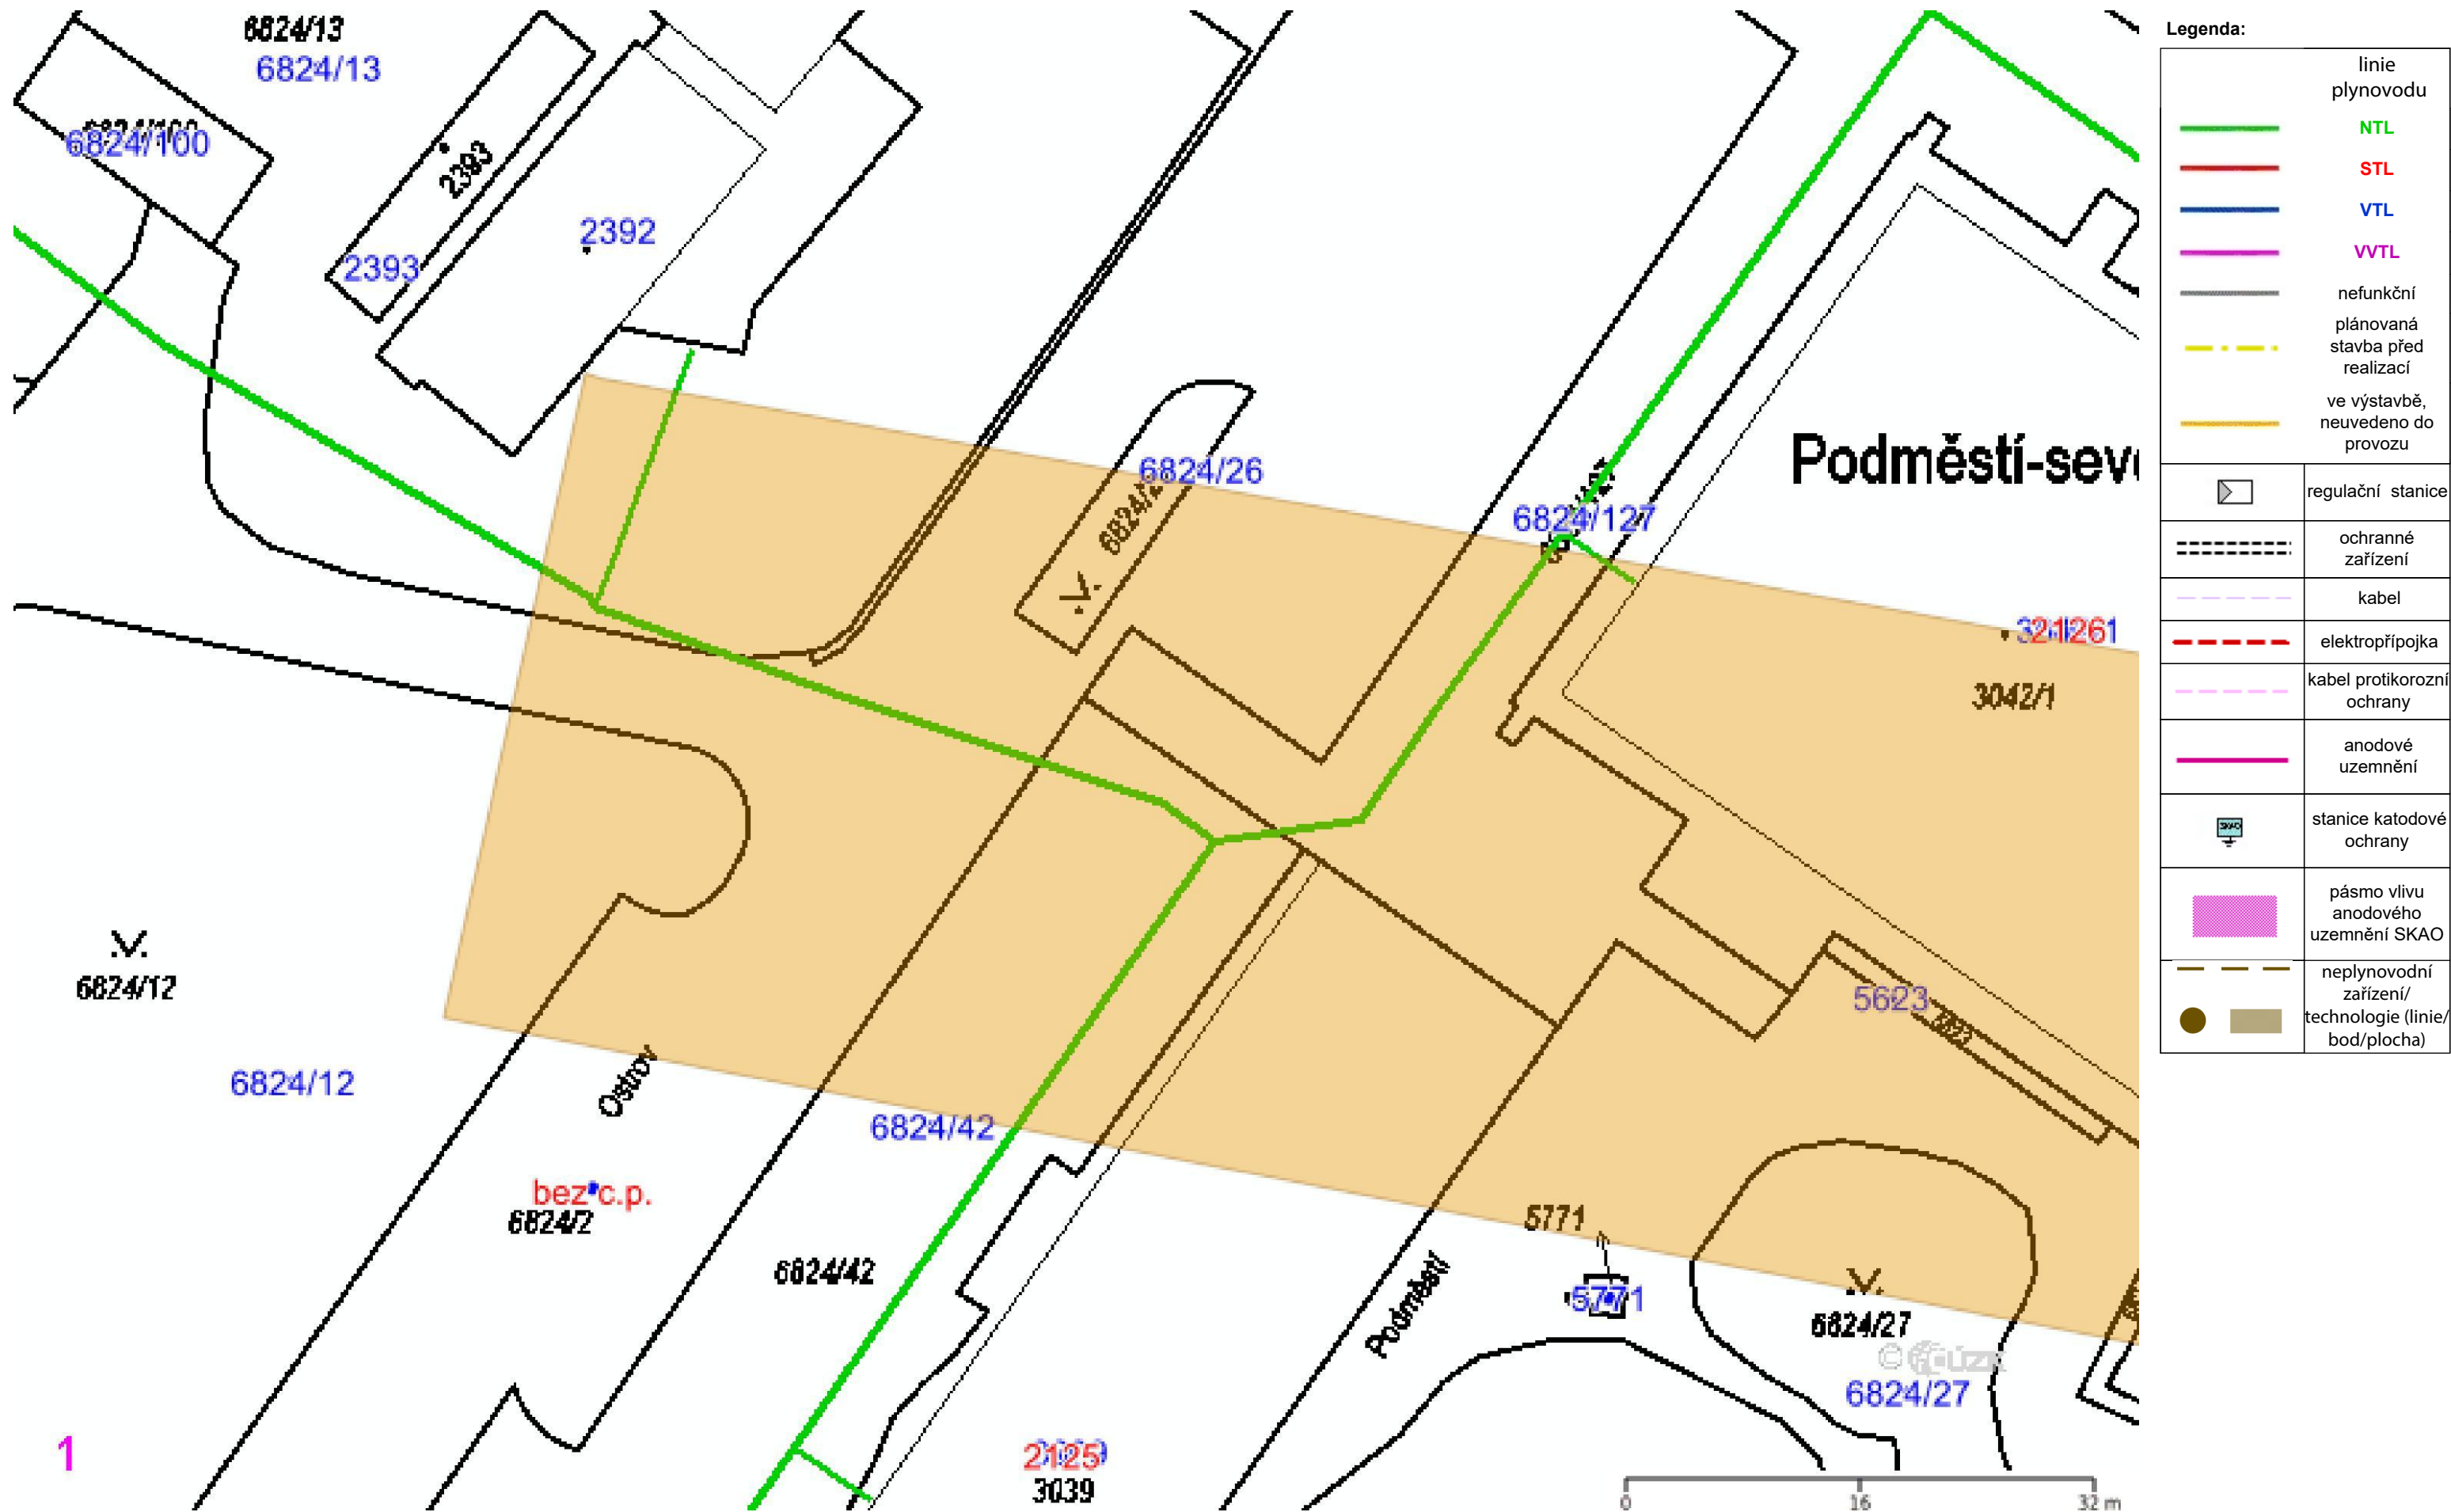 6824/13
6824/13
6824/100
2393
2393
2392
6824/26
6824/127
Podměstí-sev
21261
3042/1
5623
6824/12
6824/12
Ostrov
6824/42
bez c.p.
6824/2
6824/42
5771
5771
Podměstí
6824/27
6824/27
1
2125
3039
0
16
32 m
Legenda:
linie
plynovodu
NTL
STL
VTL
VVTL
nefunkční
plánovaná
stavba před
realizací
ve výstavbě,
neuvedeno do
provozu
regulační stanice
ochranné
zařízení
kabel
elektropřípojka
kabel protikorozní
ochrany
anodové
uzemnění
SKAO
stanice katodové
ochrany
pásmo vlivu
anodového
uzemnění SKAO
neplynovodní
zařízení/
technologie (linie/
bod/plocha)